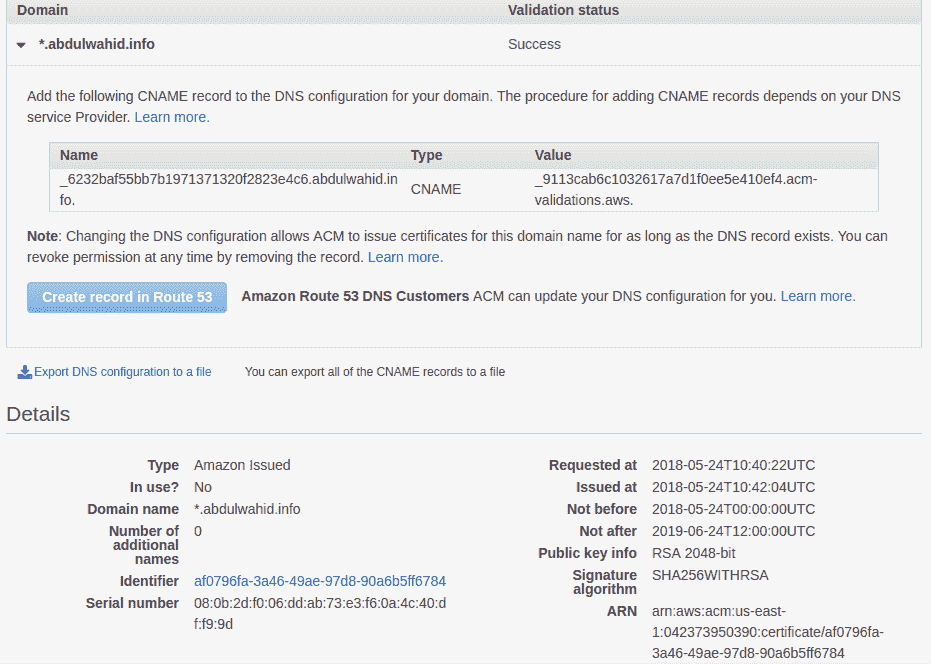 Domain Validation status
*.abdulwahid.info Success
Add the following CNAME record to the DNS configuration for your domain. The procedure for adding CNAME records depends on your DNS
service Provider. Learn more.
Name Type Value
_6232baf55bb7b1971371320f2823e4c6.abdulwahid.in
fo.
CNAME
_9113cab6c1032617a7d1f0ee5e410ef4.acm-
validations.aws.
Note: Changing the DNS configuration allows ACM to issue certificates for this domain name for as long as the DNS record exists. You can
revoke permission at any time by removing the record. Learn more.
Create record in Route 53 Amazon Route 53 DNS Customers ACM can update your DNS configuration for you. Learn more.
Export DNS configuration to a file You can export all of the CNAME records to a file
Details
Type Amazon Issued
In use? No
Domain name *.abdulwahid.info
Number of
additional
names
0
Identifier af0796fa-3a46-49ae-97d8-90a6b5ff6784
Serial number 08:0b:2d:f0:06:dd:ab:73:e3:f6:0a:4c:40:d
f:f9:9d
Requested at 2018-05-24T10:40:22UTC
Issued at 2018-05-24T10:42:04UTC
Not before 2018-05-24T00:00:00UTC
Not after 2019-06-24T12:00:00UTC
Public key info RSA 2048-bit
Signature
algorithm
SHA256WITHRSA
ARN arn:aws:acm:us-east-
1:042373950390:certificate/af0796fa-
3a46-49ae-97d8-90a6b5ff6784